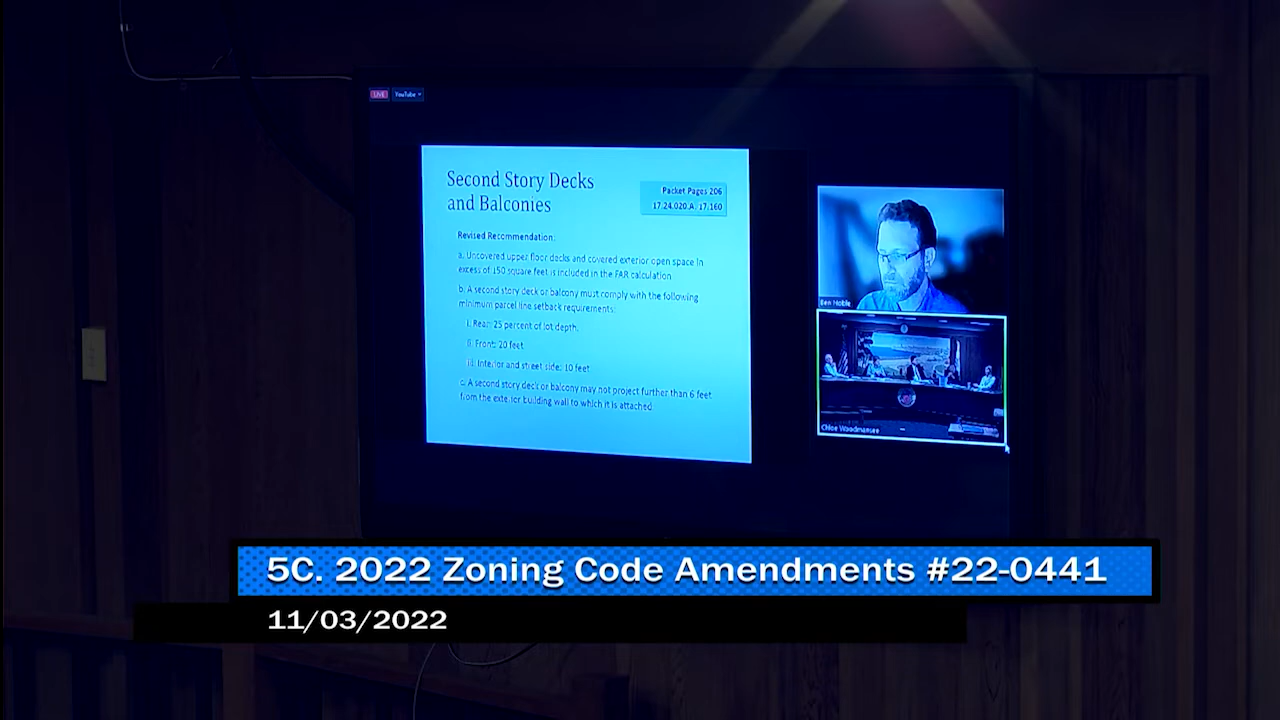 LIVE
YouTube
Second Story Decks
and Balconies
Packet Pages 206
17.24.020.A, 17.160
Revised Recommendation:
a. Uncovered upper floor decks and covered exterior open space in
excess of 150 square feet is included in the FAR calculation
b. A second story deck or balcony must comply with the following
minimum parcel line setback requirements:
i. Rear: 25 percent of lot depth.
ii. Front: 20 feet
iii. Interior and street side: 10 feet
c. A second story deck or balcony may not project further than 6 feet
from the exterior building wall to which it is attached
Ben Noble
Chloe Woodmansee
5C. 2022 Zoning Code Amendments #22-0441
11/03/2022